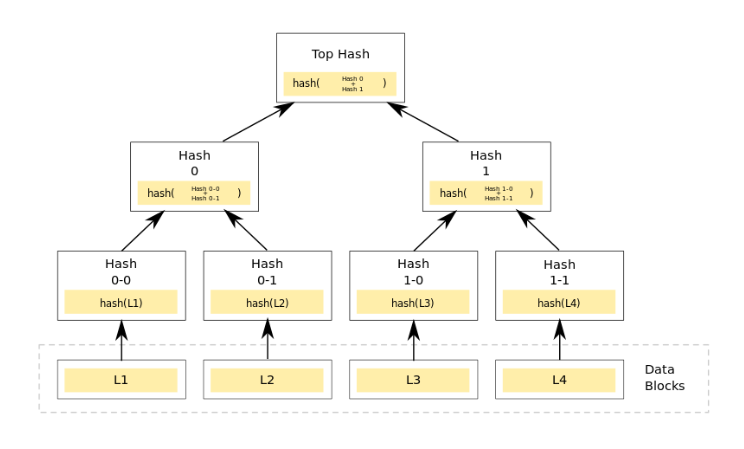 Top Hash
hash( Hash 0 + Hash 1 )
Hash
0
hash( Hash 0-0 + Hash 0-1 )
Hash
1
hash( Hash 1-0 + Hash 1-1 )
Hash
0-0
hash(L1)
Hash
0-1
hash(L2)
Hash
1-0
hash(L3)
Hash
1-1
hash(L4)
L1
L2
L3
L4
Data
Blocks